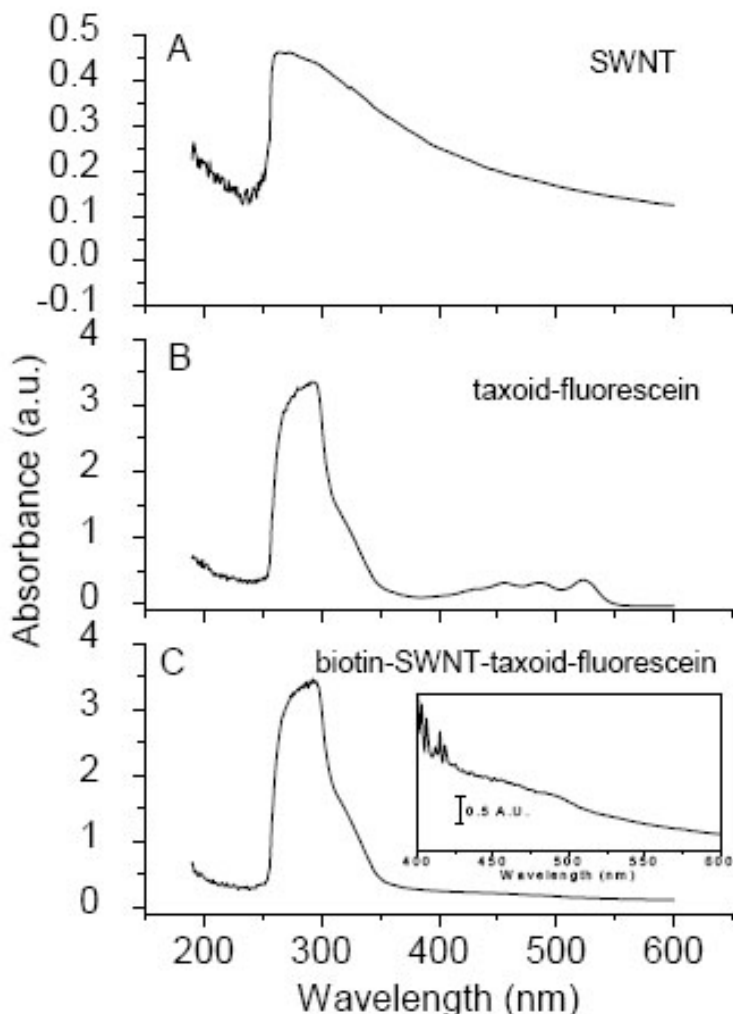 Absorbance (a.u.)
A
SWNT
0.5
0.4
0.3
0.2
0.1
0.0
-0.1
B
taxoid-fluorescein
4
3
2
1
0
C
biotin-SWNT-taxoid-fluorescein
4
3
2
1
0
0.5 A.U.
400 450 500 550 600
Wavelength (nm)
200 300 400 500 600
Wavelength (nm)